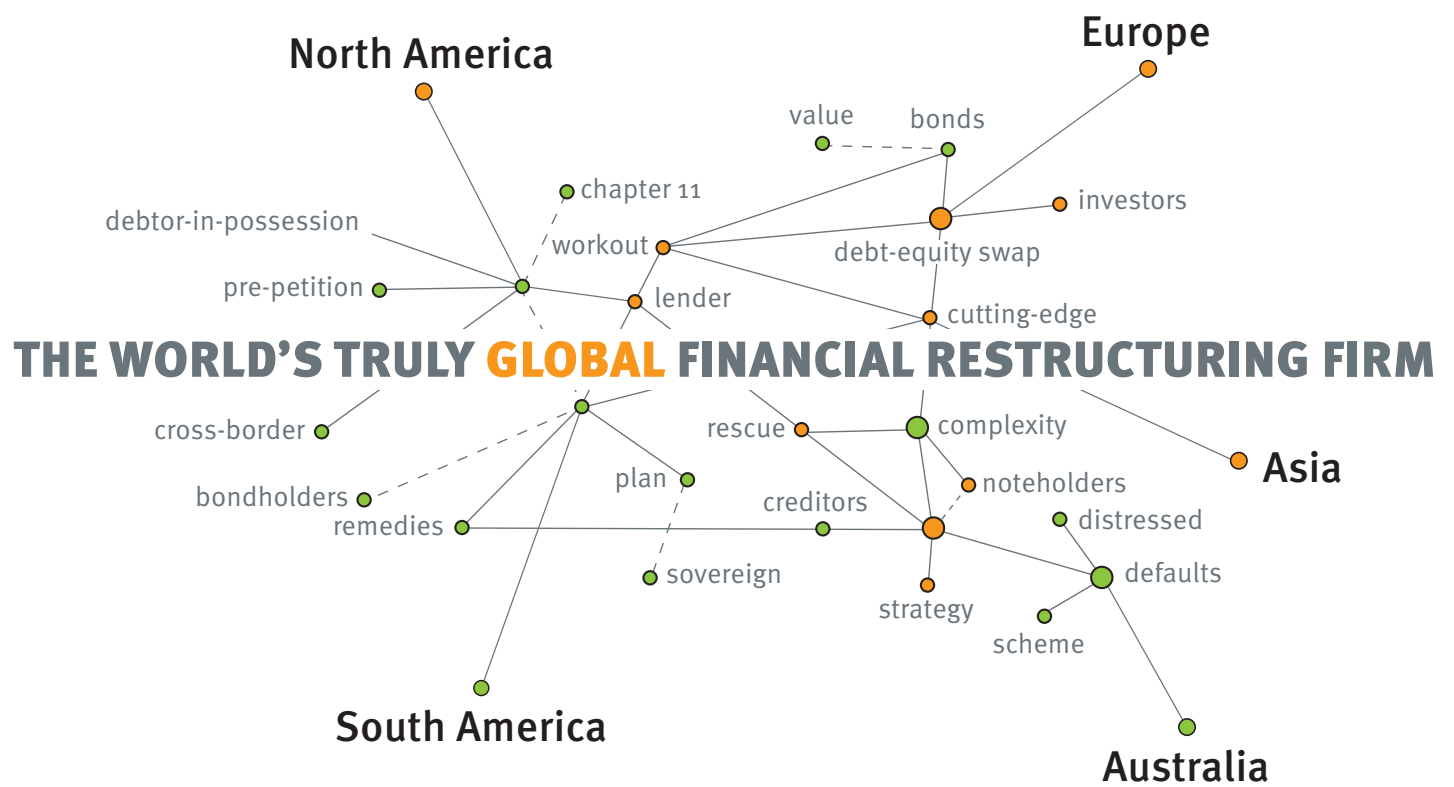 North America
Europe
value
bonds
chapter 11
investors
debtor-in-possession
workout
debt-equity swap
pre-petition
lender
cutting-edge
THE WORLD’S TRULY GLOBAL FINANCIAL RESTRUCTURING FIRM
cross-border
rescue
complexity
Asia
plan
bondholders
noteholders
creditors
remedies
distressed
sovereign
defaults
strategy
scheme
South America
Australia